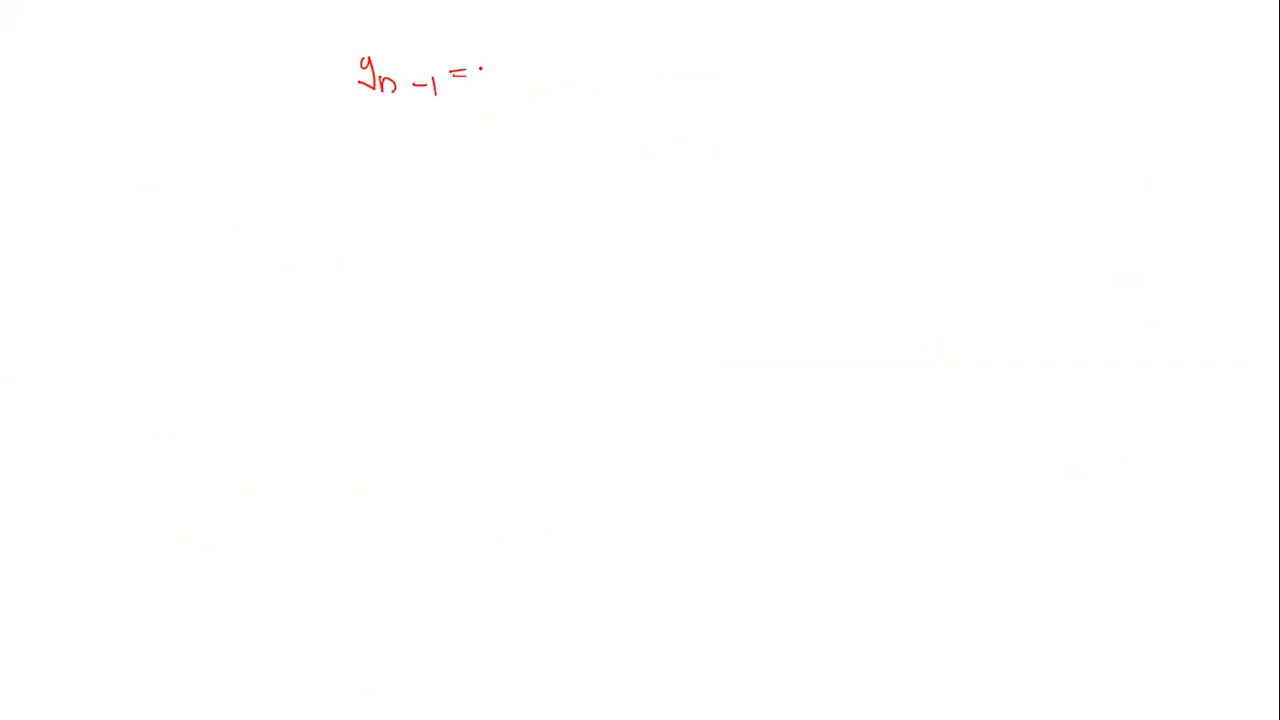 yₙ₋₁ =